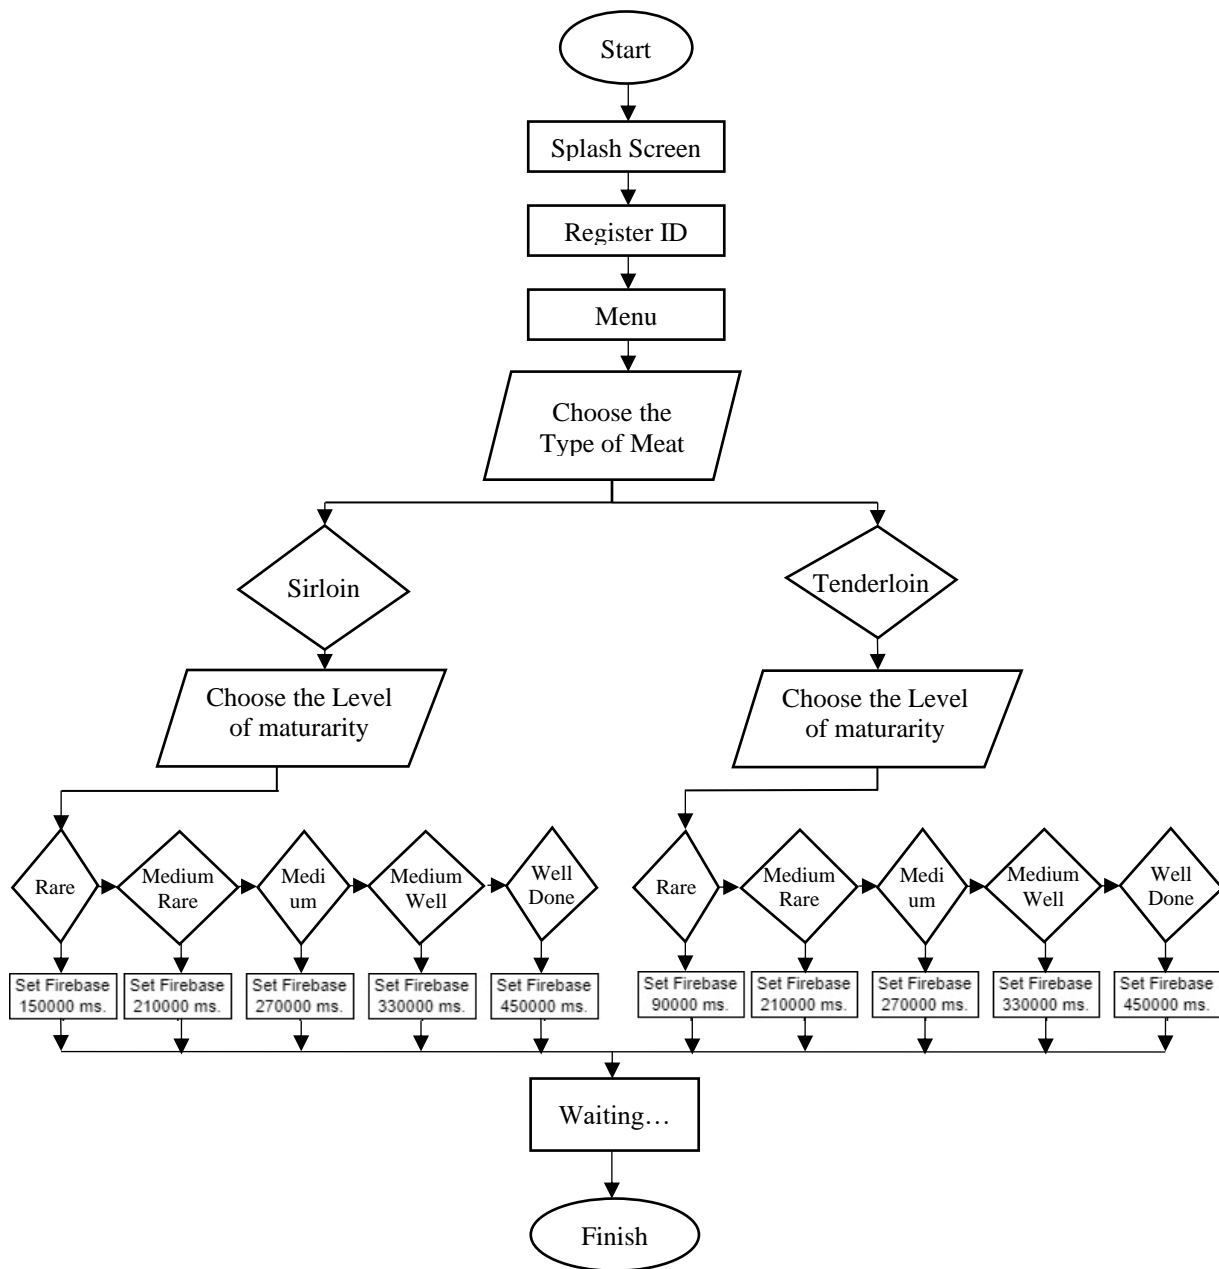 Start
Splash Screen
Register ID
Menu
Choose the
Type of Meat
Sirloin
Tenderloin
Choose the Level
of maturarity
Choose the Level
of maturarity
Rare
Medium
Rare
Medi
um
Medium
Well
Well
Done
Rare
Medium
Rare
Medi
um
Medium
Well
Well
Done
Set Firebase
150000 ms.
Set Firebase
210000 ms.
Set Firebase
270000 ms.
Set Firebase
330000 ms.
Set Firebase
450000 ms.
Set Firebase
90000 ms.
Set Firebase
210000 ms.
Set Firebase
270000 ms.
Set Firebase
330000 ms.
Set Firebase
450000 ms.
Waiting…
Finish